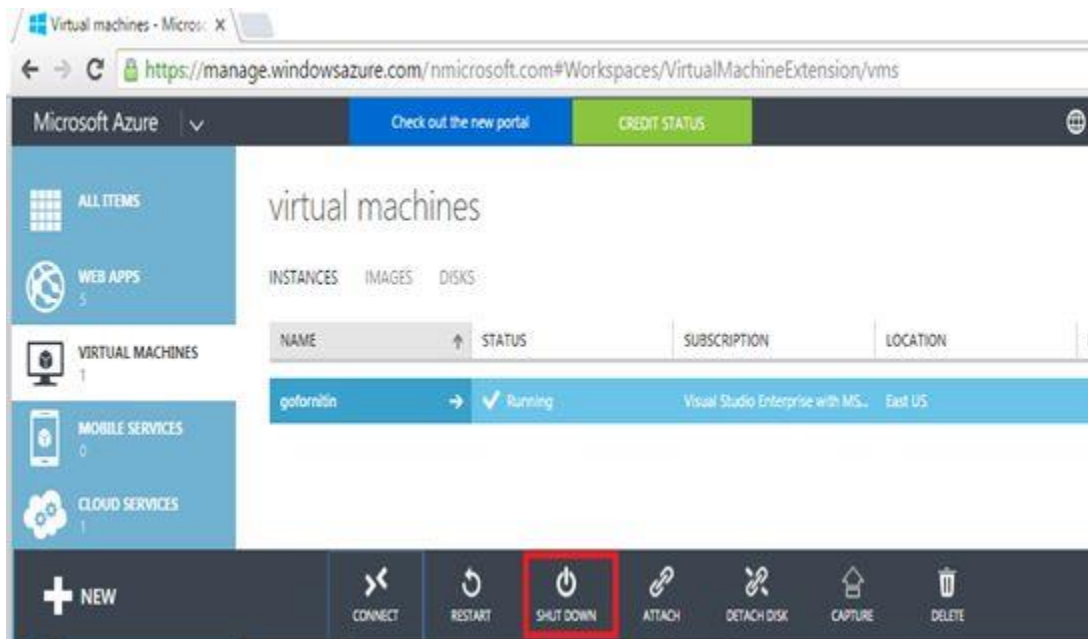 Virtual machines - Micros
https://manage.windowsazure.com/nmicrosoft.com#Workspaces/VirtualMachineExtension/vms
Microsoft Azure
Check out the new portal
CREDIT STATUS
ALL ITEMS
WEB APPS
5
VIRTUAL MACHINES
1
MOBILE SERVICES
0
CLOUD SERVICES
1
virtual machines
INSTANCES IMAGES DISKS
NAME STATUS SUBSCRIPTION LOCATION
gofornitin Running Visual Studio Enterprise with MS... East US
NEW
CONNECT
RESTART
SHUT DOWN
ATTACH
DETACH DISK
CAPTURE
DELETE